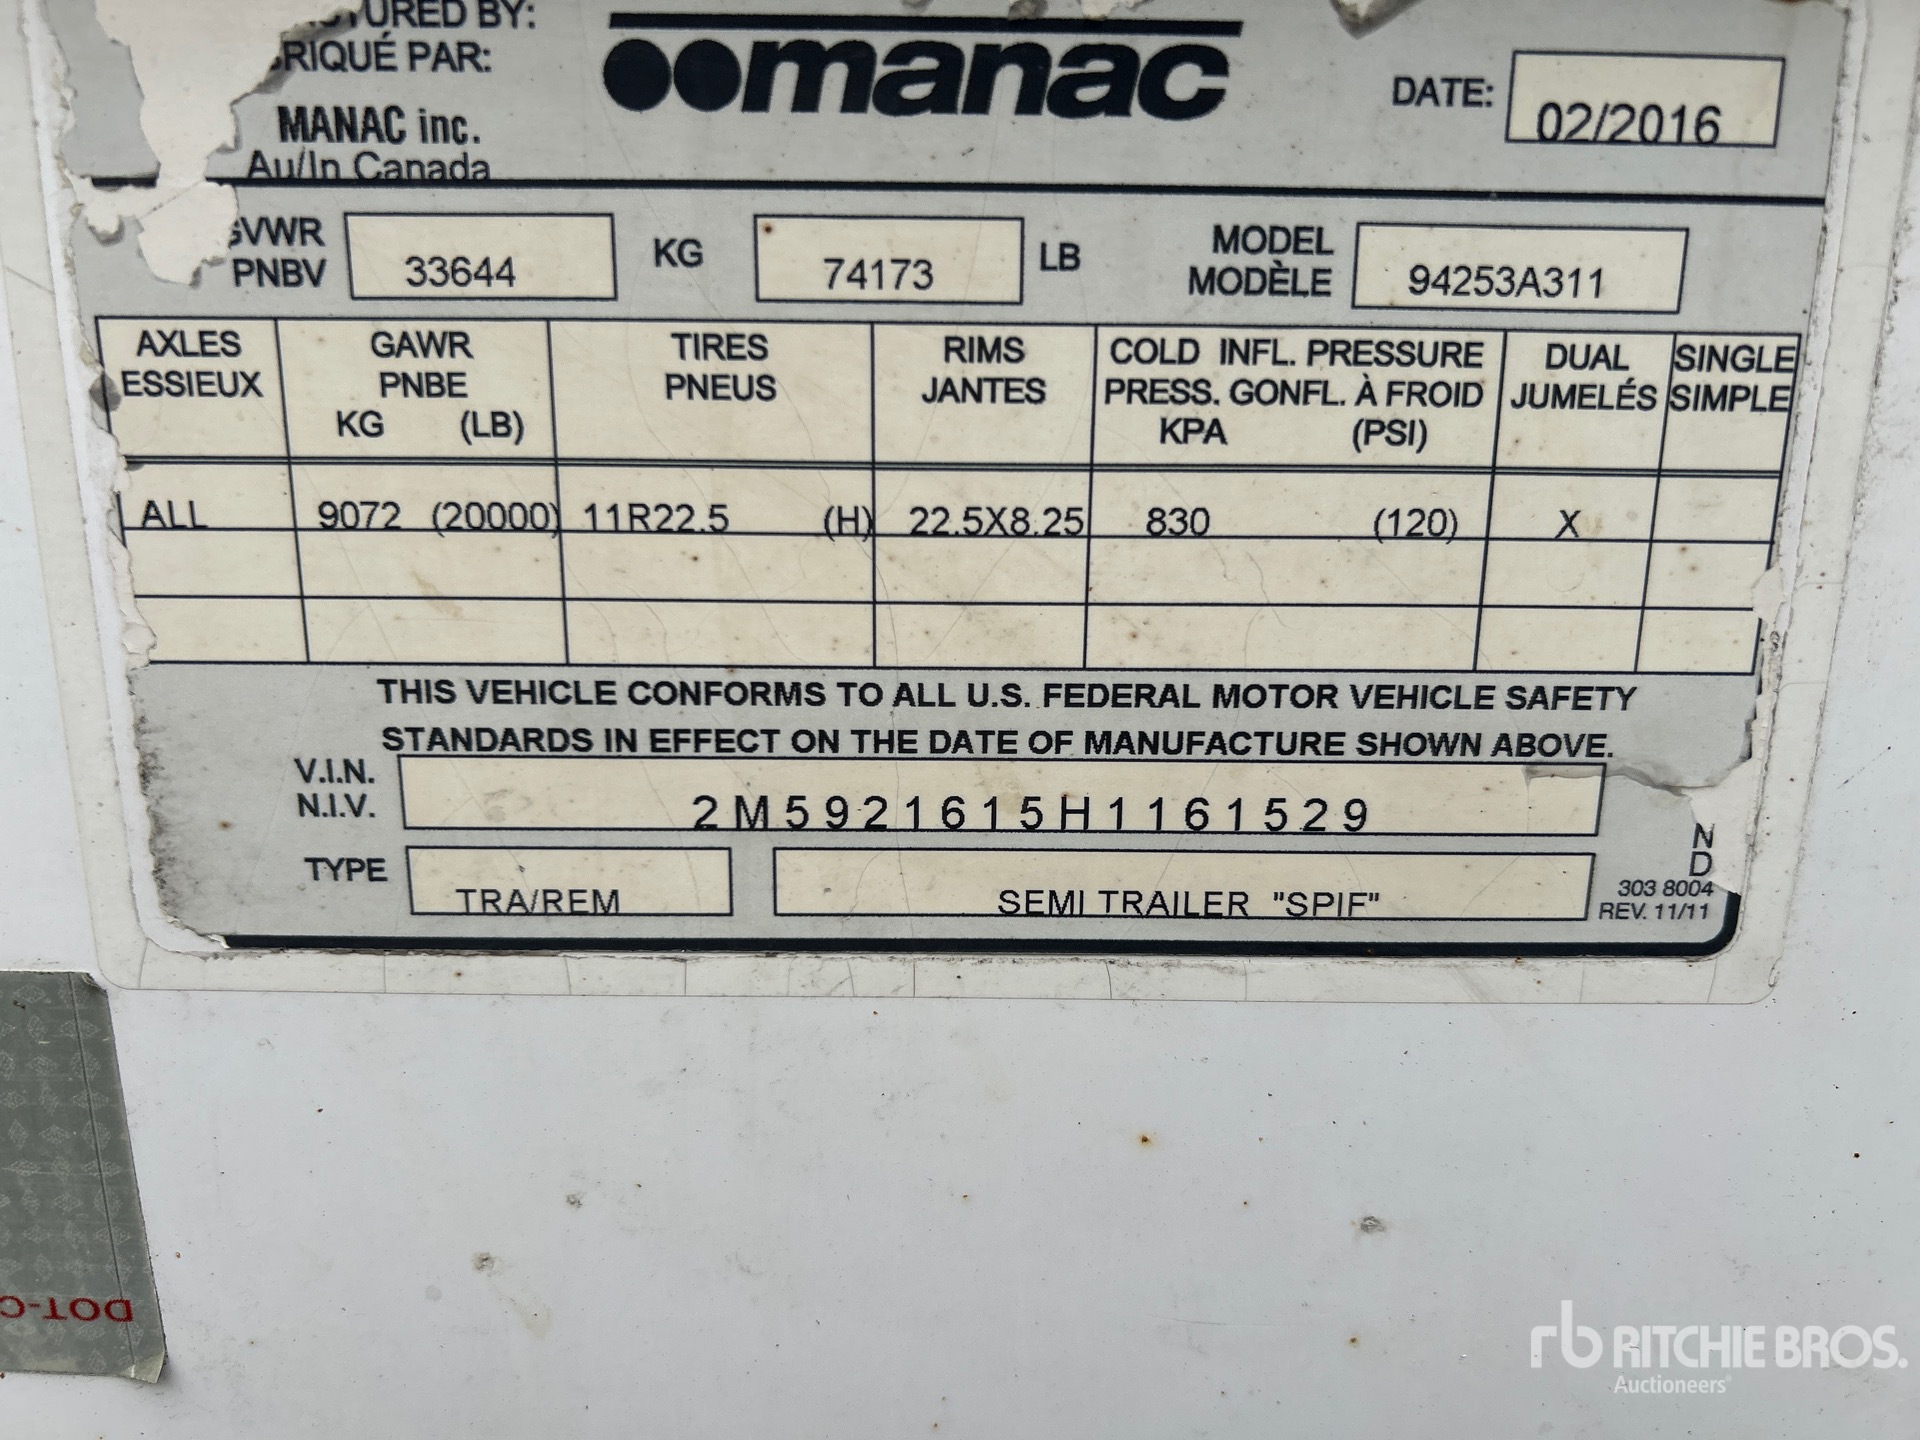 URED BY:
RIQUÉ PAR:
manac
DATE: 02/2016
MANAC inc.
Au/In Canada
GVWR
PNBV
33644 KG 74173 LB
MODEL
MODÈLE
94253A311
AXLES GAWR TIRES RIMS COLD INFL. PRESSURE DUAL SINGLE
ESSIEUX PNBE PNEUS JANTES PRESS. GONFL. À FROID JUMELÉS SIMPLE
KG (LB) KPA (PSI)
ALL 9072 (20000) 11R22.5 (H) 22.5X8.25 830 (120) X
THIS VEHICLE CONFORMS TO ALL U.S. FEDERAL MOTOR VEHICLE SAFETY
STANDARDS IN EFFECT ON THE DATE OF MANUFACTURE SHOWN ABOVE.
V.I.N.
N.I.V.
2M5921615H1161529
N
D
TYPE TRA/REM SEMI TRAILER "SPIF"
303 8004
REV. 11/11
DOT-C
rb RITCHIE BROS.
Auctioneers